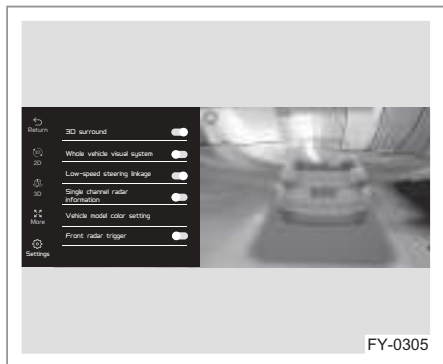 Return
2D
3D
More
Settings
3D surround
Whole vehicle visual system
Low-speed steering linkage
Single channel radar
information
Vehicle model color setting
Front radar trigger
FY-0305